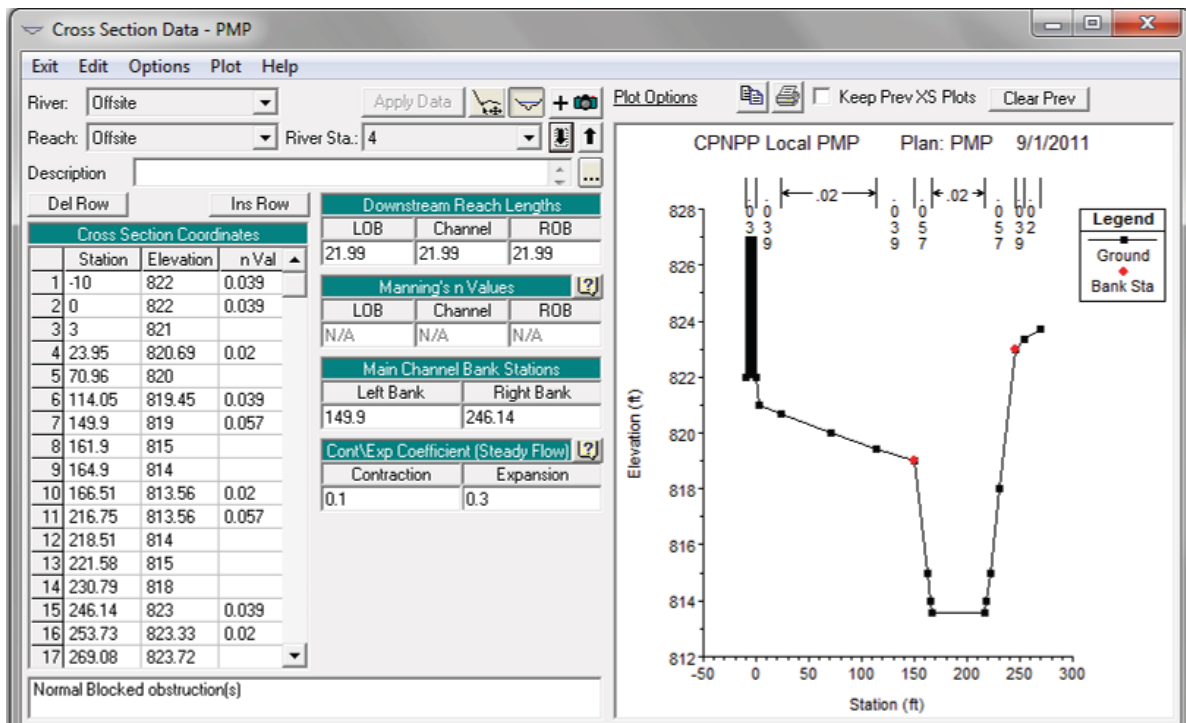 Cross Section Data - PMP
Exit Edit Options Plot Help
River: Offsite
Apply Data
Reach: Offsite River Sta.: 4
Description
...
Del Row Ins Row
Cross Section Coordinates
Station Elevation n Val
1 -10 822 0.039
2 0 822 0.039
3 3 821
4 23.95 820.69 0.02
5 70.96 820
6 114.05 819.45 0.039
7 149.9 819 0.057
8 161.9 815
9 164.9 814
10 166.51 813.56 0.02
11 216.75 813.56 0.057
12 218.51 814
13 221.58 815
14 230.79 818
15 246.14 823 0.039
16 253.73 823.33 0.02
17 269.08 823.72
Downstream Reach Lengths
LOB Channel ROB
21.99 21.99 21.99
Manning's n Values
LOB Channel ROB
N/A N/A N/A
Main Channel Bank Stations
Left Bank Right Bank
149.9 246.14
Cont\Exp Coefficient (Steady Flow)
Contraction Expansion
0.1 0.3
Normal Blocked obstruction(s)
Plot Options Keep Prev XS Plots Clear Prev
CPNPP Local PMP Plan: PMP 9/1/2011
.039
.02
.039
.057
.02
.057
Legend
Ground
Bank Sta
Elevation (ft)
828
826
824
822
820
818
816
814
812
-50 0 50 100 150 200 250 300
Station (ft)